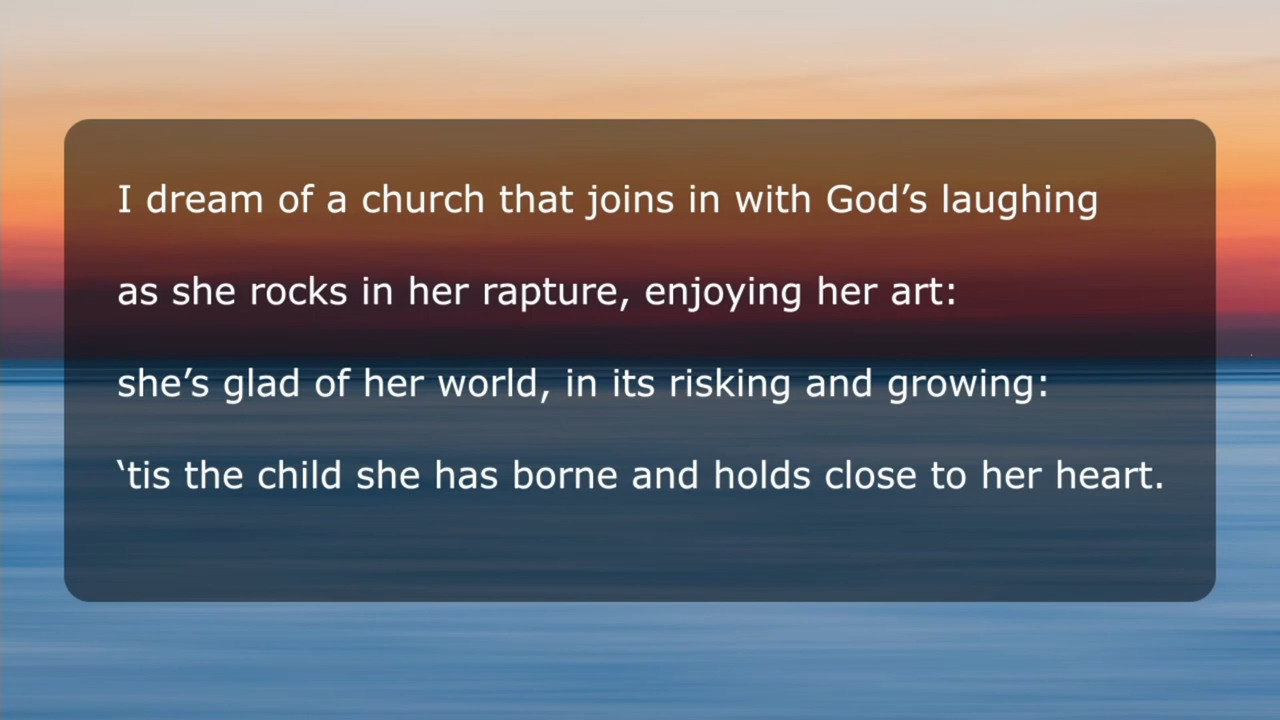 I dream of a church that joins in with God’s laughing
as she rocks in her rapture, enjoying her art:
she’s glad of her world, in its risking and growing:
‘tis the child she has borne and holds close to her heart.